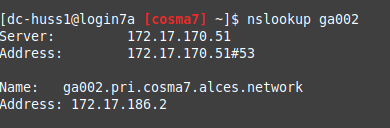 [dc-huss1@login7a [cosma7] ~]$ nslookup ga002
Server:         172.17.170.51
Address:        172.17.170.51#53

Name:   ga002.pri.cosma7.alces.network
Address: 172.17.186.2